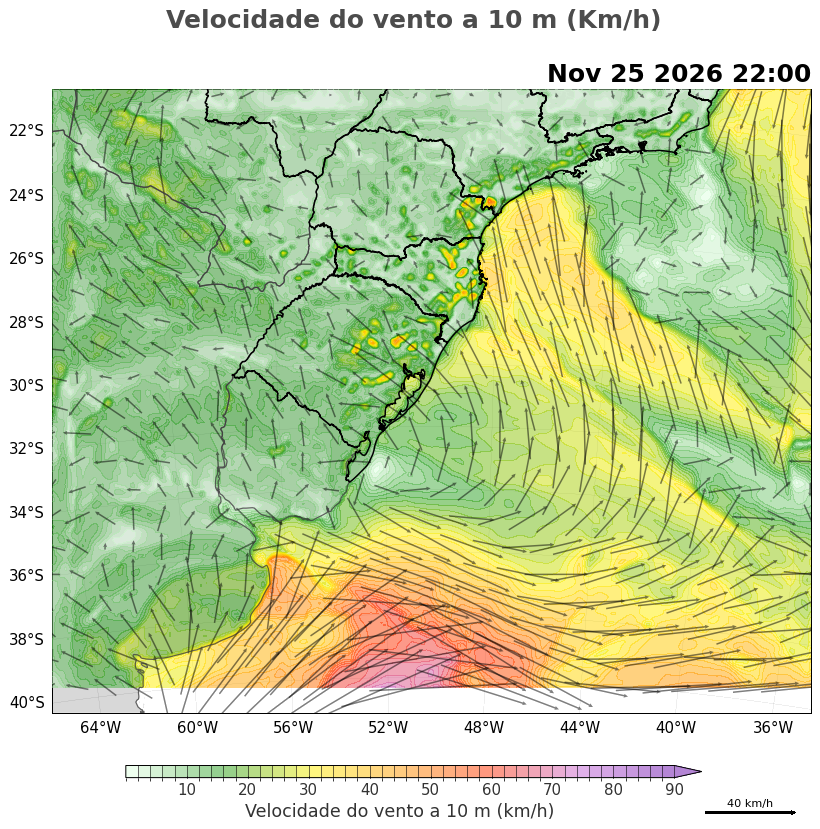 Velocidade do vento a 10 m (Km/h)
Nov 25 2026 22:00
22°S
24°S
26°S
28°S
30°S
32°S
34°S
36°S
38°S
40°S
64°W 60°W 56°W 52°W 48°W 44°W 40°W 36°W
10 20 30 40 50 60 70 80 90
Velocidade do vento a 10 m (km/h)
40 km/h